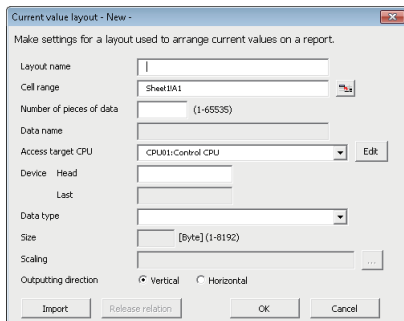 Current value layout - New -
Make settings for a layout used to arrange current values on a report.
Layout name
Cell range Sheet1!A1
Number of pieces of data (1-65535)
Data name
Access target CPU CPU01:Control CPU Edit
Device Head
Last
Data type
Size [Byte] (1-8192)
Scaling ...
Outputting direction Vertical Horizontal
Import Release relation OK Cancel